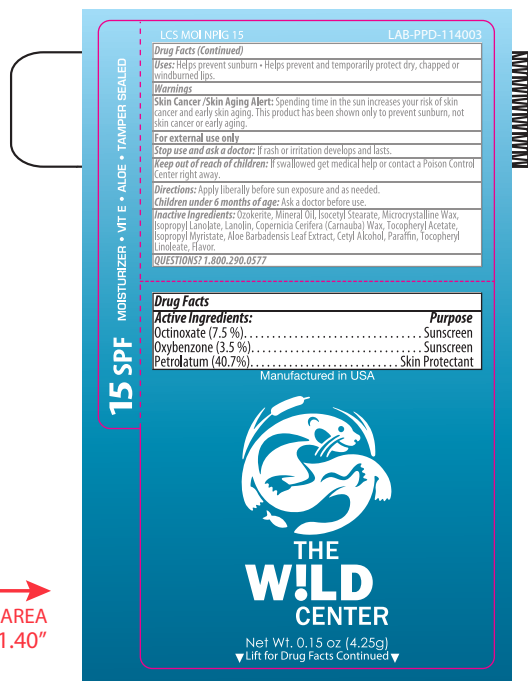 LCS MOI NPIG 15 LAB-PPD-114003
Drug Facts (Continued)
Uses: Helps prevent sunburn • Helps prevent and temporarily protect dry, chapped or
windburned lips.
Warnings
Skin Cancer /Skin Aging Alert: Spending time in the sun increases your risk of skin
cancer and early skin aging. This product has been shown only to prevent sunburn, not
skin cancer or early aging.
For external use only
Stop use and ask a doctor: If rash or irritation develops and lasts.
Keep out of reach of children: If swallowed get medical help or contact a Poison Control
Center right away.
Directions: Apply liberally before sun exposure and as needed.
Children under 6 months of age: Ask a doctor before use.
Inactive Ingredients: Ozokerite, Mineral Oil, Isocetyl Stearate, Microcrystalline Wax,
Isopropyl Lanolate, Lanolin, Copernicia Cerifera (Carnauba) Wax, Tocopheryl Acetate,
Isopropyl Myristate, Aloe Barbadensis Leaf Extract, Cetyl Alcohol, Paraffin, Tocopheryl
Linoleate, Flavor.
QUESTIONS? 1.800.290.0577
15 SPF MOISTURIZER • VIT E • ALOE • TAMPER SEALED
Drug Facts
Active Ingredients: Purpose
Octinoxate (7.5 %)................................Sunscreen
Oxybenzone (3.5 %)...............................Sunscreen
Petrolatum (40.7%)...........................Skin Protectant
Manufactured in USA
THE
W!LD
CENTER
Net Wt. 0.15 oz (4.25g)
▼Lift for Drug Facts Continued▼
AREA
1.40"